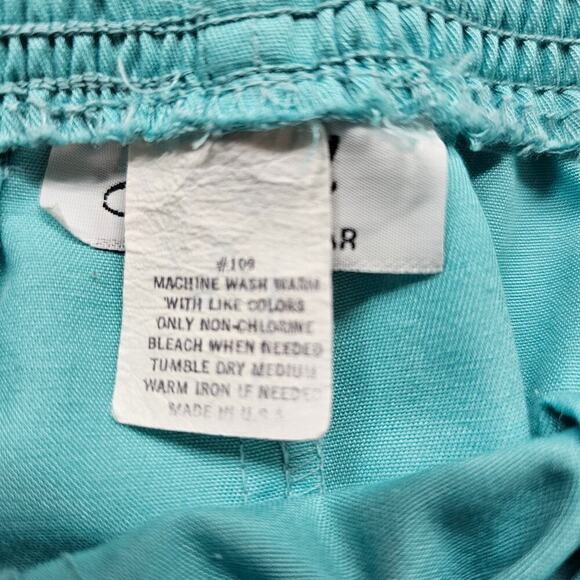 #109
MACHINE WASH WARM
WITH LIKE COLORS
ONLY NON-CHLORINE
BLEACH WHEN NEEDED
TUMBLE DRY MEDIUM
WARM IRON IF NEEDED
MADE IN U.S.A